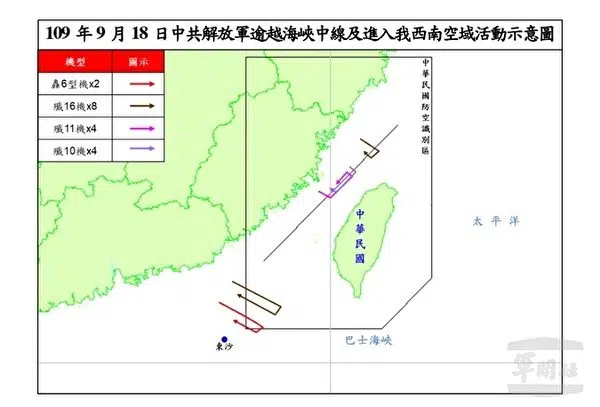 109 年 9 月 18 日中共解放軍逾越海峽中線及進入我西南空域活動示意圖
機型 圖示
轟6型機x2
殲16機x8
殲11機x4
殲10機x4
中華民國防空識別區
中華民國
太平洋
巴士海峽
東沙
軍聞社